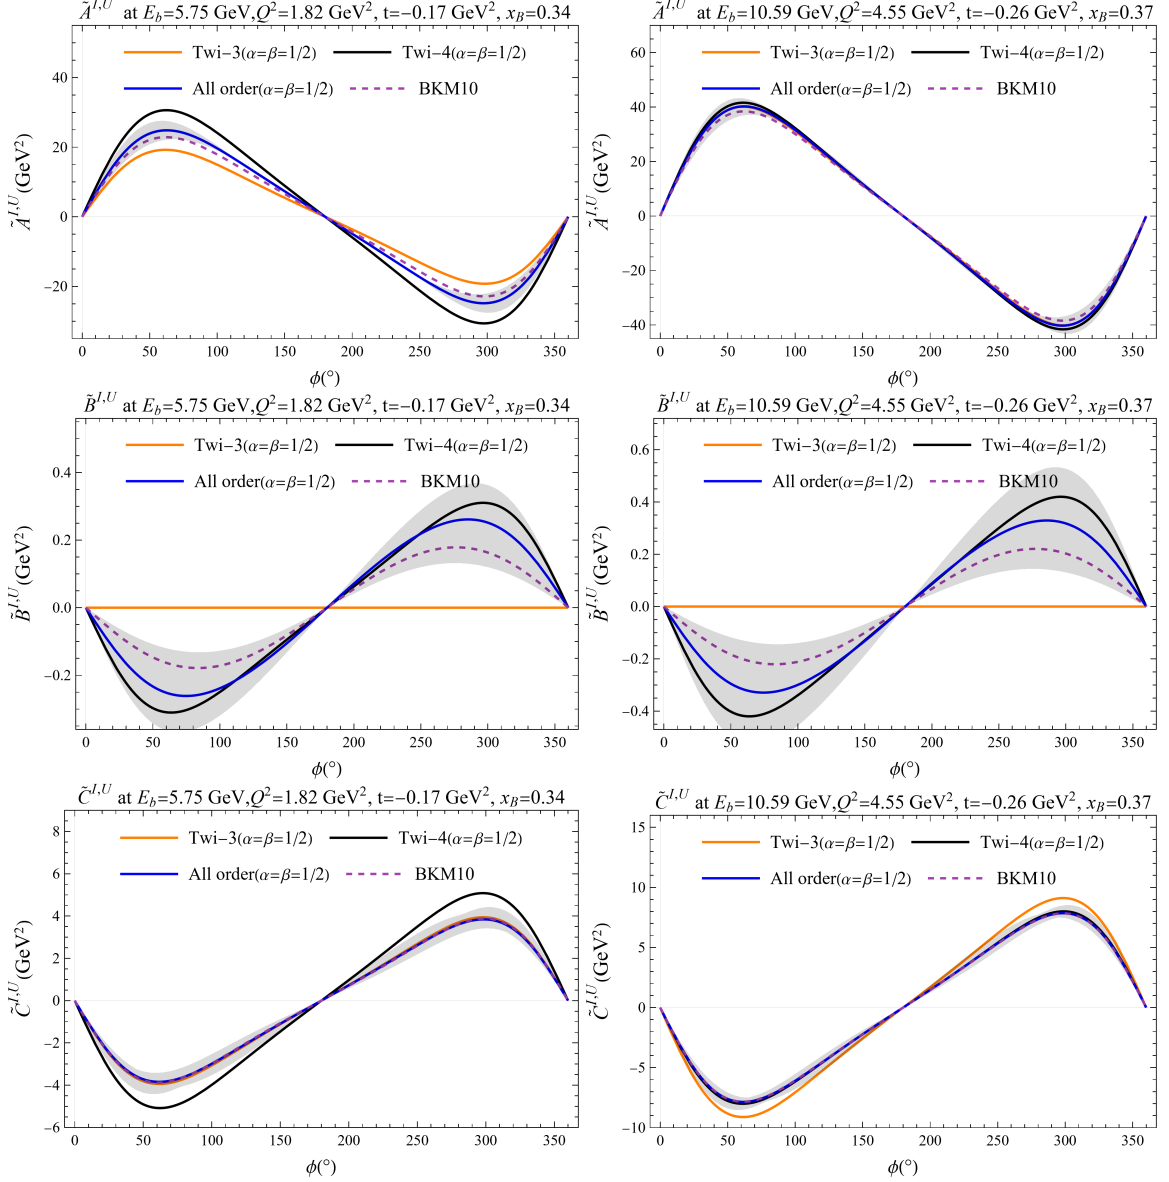 Ã^{I,U} at E_b=5.75 GeV,Q²=1.82 GeV², t=−0.17 GeV², x_B=0.34
Twi−3(α=β=1/2) Twi−4(α=β=1/2)
All order(α=β=1/2) BKM10
Ã^{I,U}(GeV²)
40
20
0
−20
0 50 100 150 200 250 300 350
ϕ(°)
Ã^{I,U} at E_b=10.59 GeV,Q²=4.55 GeV², t=−0.26 GeV², x_B=0.37
Twi−3(α=β=1/2) Twi−4(α=β=1/2)
All order(α=β=1/2) BKM10
Ã^{I,U}(GeV²)
60
40
20
0
−20
−40
0 50 100 150 200 250 300 350
ϕ(°)
B̃^{I,U} at E_b=5.75 GeV,Q²=1.82 GeV², t=−0.17 GeV², x_B=0.34
Twi−3(α=β=1/2) Twi−4(α=β=1/2)
All order(α=β=1/2) BKM10
B̃^{I,U}(GeV²)
0.4
0.2
0.0
−0.2
0 50 100 150 200 250 300 350
ϕ(°)
B̃^{I,U} at E_b=10.59 GeV,Q²=4.55 GeV², t=−0.26 GeV², x_B=0.37
Twi−3(α=β=1/2) Twi−4(α=β=1/2)
All order(α=β=1/2) BKM10
B̃^{I,U}(GeV²)
0.6
0.4
0.2
0.0
−0.2
−0.4
0 50 100 150 200 250 300 350
ϕ(°)
C̃^{I,U} at E_b=5.75 GeV,Q²=1.82 GeV², t=−0.17 GeV², x_B=0.34
Twi−3(α=β=1/2) Twi−4(α=β=1/2)
All order(α=β=1/2) BKM10
C̃^{I,U}(GeV²)
8
6
4
2
0
−2
−4
−6
0 50 100 150 200 250 300 350
ϕ(°)
C̃^{I,U} at E_b=10.59 GeV,Q²=4.55 GeV², t=−0.26 GeV², x_B=0.37
Twi−3(α=β=1/2) Twi−4(α=β=1/2)
All order(α=β=1/2) BKM10
C̃^{I,U}(GeV²)
15
10
5
0
−5
−10
0 50 100 150 200 250 300 350
ϕ(°)